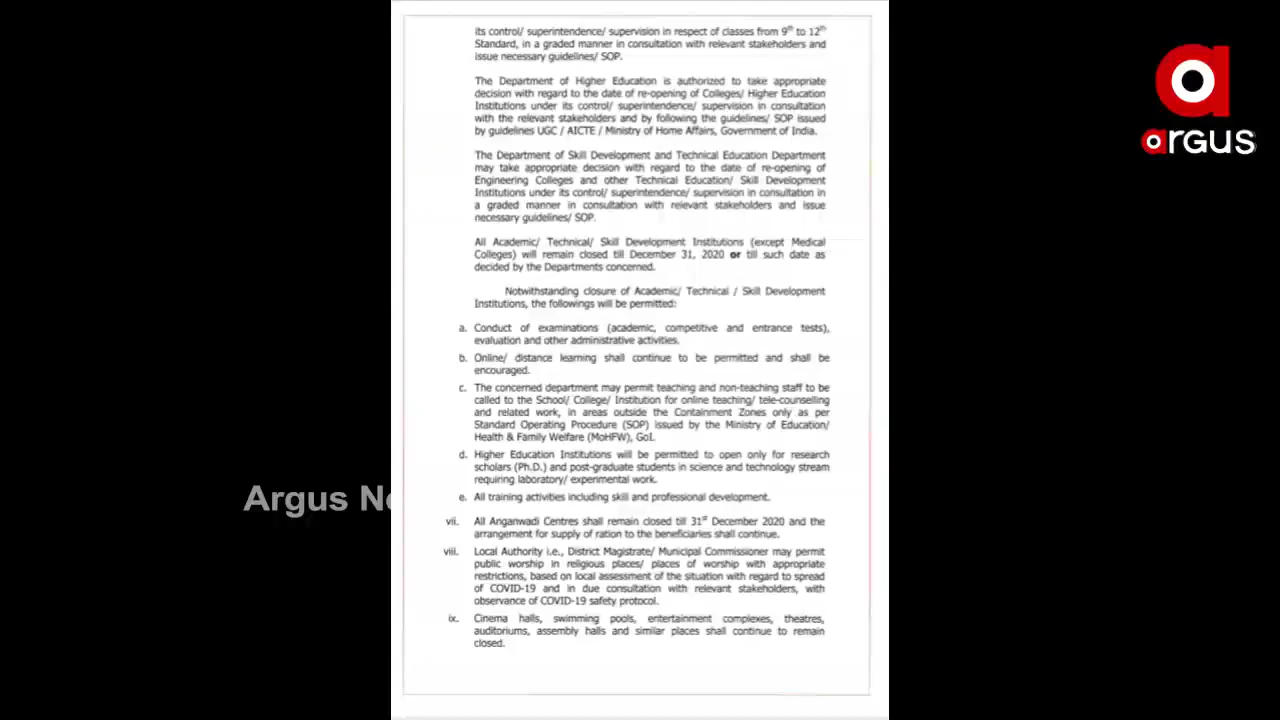 its control/ superintendence/ supervision in respect of classes from 9th to 12th
Standard, in a graded manner in consultation with relevant stakeholders and
issue necessary guidelines/ SOP.
The Department of Higher Education is authorized to take appropriate
decision with regard to the date of re-opening of Colleges/ Higher Education
Institutions under its control/ superintendence/ supervision in consultation
with the relevant stakeholders and by following the guidelines/ SOP issued
by guidelines UGC / AICTE / Ministry of Home Affairs, Government of India.
The Department of Skill Development and Technical Education Department
may take appropriate decision with regard to the date of re-opening of
Engineering Colleges and other Technical Education/ Skill Development
Institutions under its control/ superintendence/ supervision in consultation in
a graded manner in consultation with relevant stakeholders and issue
necessary guidelines/ SOP.
All Academic/ Technical/ Skill Development Institutions (except Medical
Colleges) will remain closed till December 31, 2020 or till such date as
decided by the Departments concerned.
Notwithstanding closure of Academic/ Technical / Skill Development
Institutions, the followings will be permitted:
a. Conduct of examinations (academic, competitive and entrance tests),
evaluation and other administrative activities.
b. Online/ distance learning shall continue to be permitted and shall be
encouraged.
c. The concerned department may permit teaching and non-teaching staff to be
called to the School/ College/ Institution for online teaching/ tele-counselling
and related work, in areas outside the Containment Zones only as per
Standard Operating Procedure (SOP) issued by the Ministry of Education/
Health & Family Welfare (MoHFW), GoI.
d. Higher Education Institutions will be permitted to open only for research
scholars (Ph.D.) and post-graduate students in science and technology stream
requiring laboratory/ experimental work.
e. All training activities including skill and professional development.
vii. All Anganwadi Centres shall remain closed till 31st December 2020 and the
arrangement for supply of ration to the beneficiaries shall continue.
viii. Local Authority i.e., District Magistrate/ Municipal Commissioner may permit
public worship in religious places/ places of worship with appropriate
restrictions, based on local assessment of the situation with regard to spread
of COVID-19 and in due consultation with relevant stakeholders, with
observance of COVID-19 safety protocol.
ix. Cinema halls, swimming pools, entertainment complexes, theatres,
auditoriums, assembly halls and similar places shall continue to remain
closed.
argus
Argus Ne